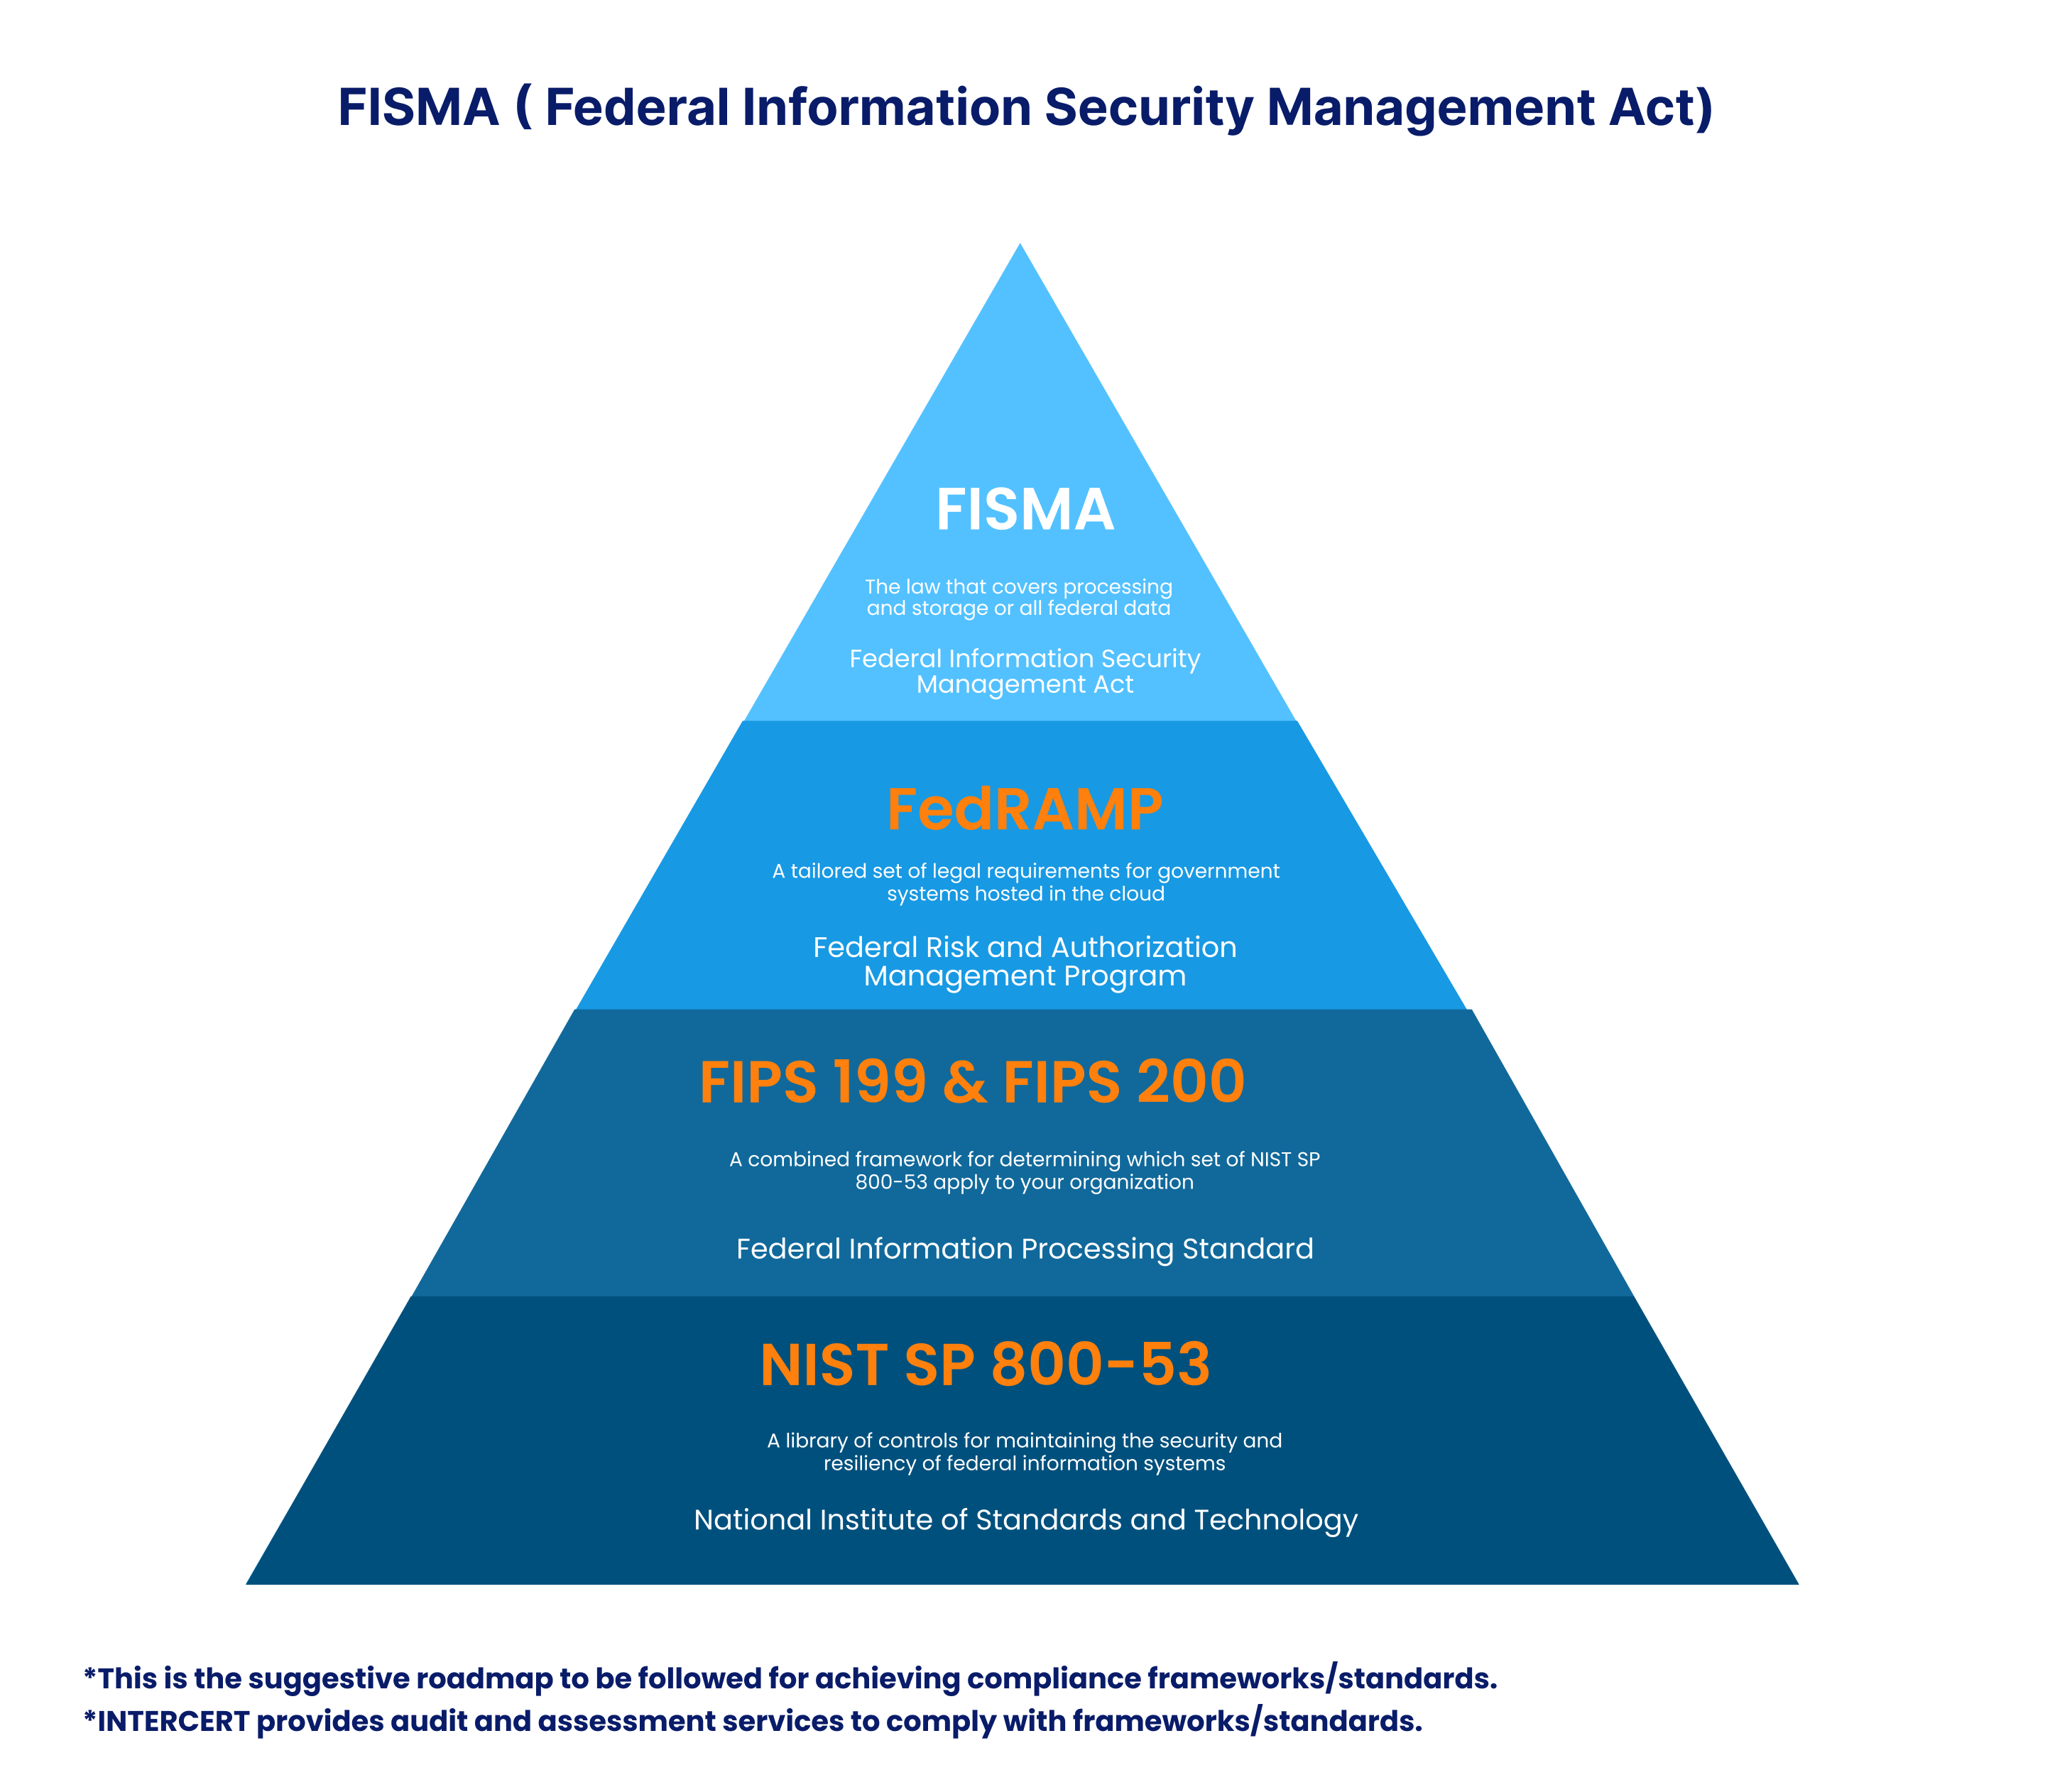 FISMA ( Federal Information Security Management Act)
FISMA
The law that covers processing
and storage or all federal data
Federal Information Security
Management Act
FedRAMP
A tailored set of legal requirements for government
systems hosted in the cloud
Federal Risk and Authorization
Management Program
FIPS 199 & FIPS 200
A combined framework for determining which set of NIST SP
800-53 apply to your organization
Federal Information Processing Standard
NIST SP 800-53
A library of controls for maintaining the security and
resiliency of federal information systems
National Institute of Standards and Technology
*This is the suggestive roadmap to be followed for achieving compliance frameworks/standards.
*INTERCERT provides audit and assessment services to comply with frameworks/standards.